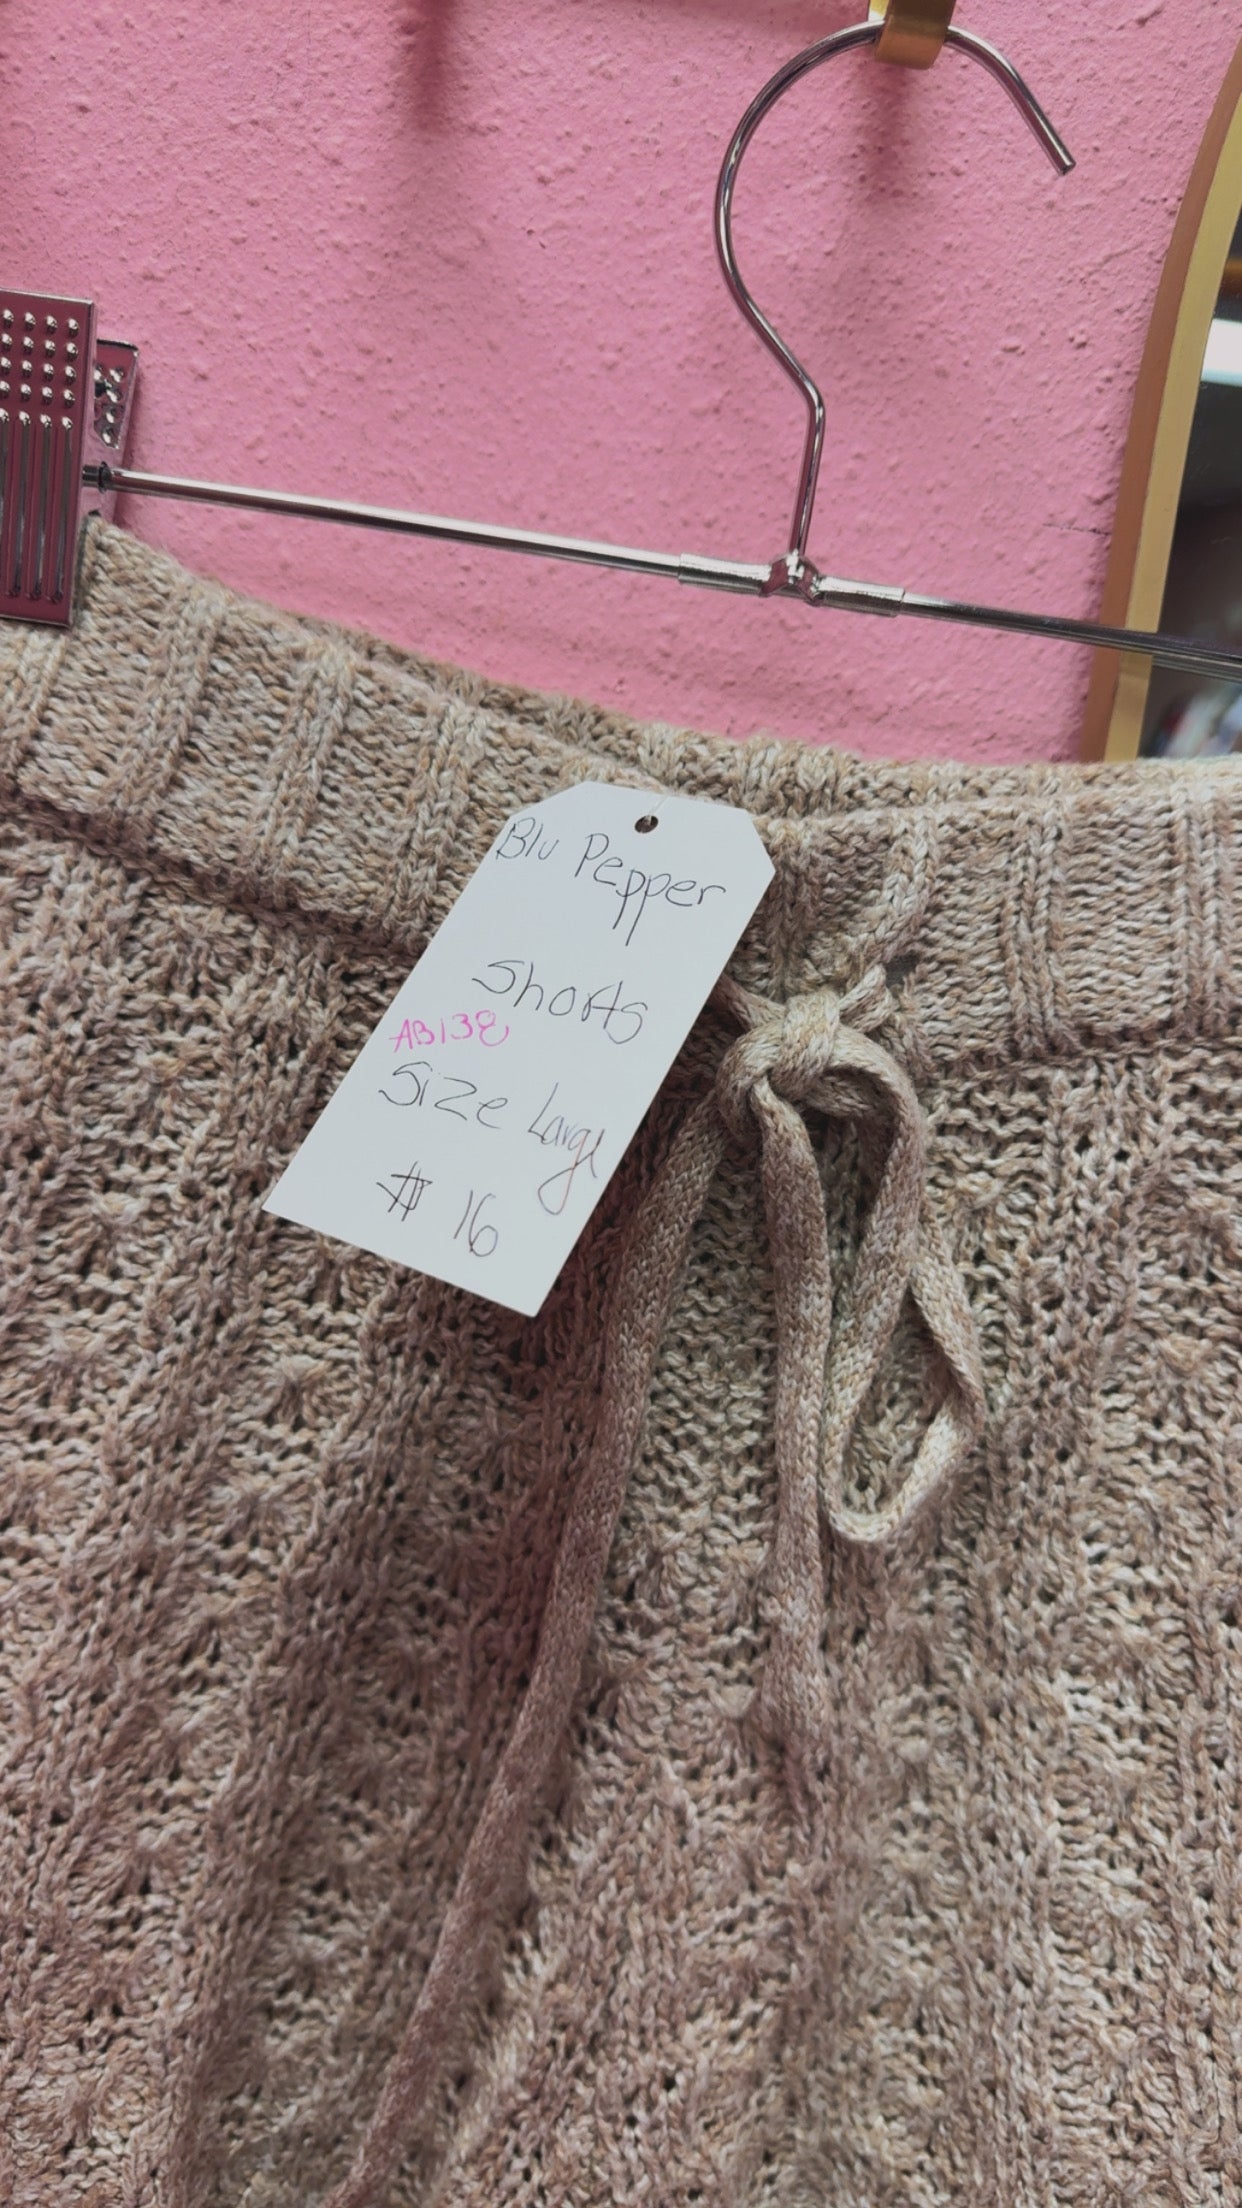 Blu Pepper
Shorts
AB138
Size Large
$ 16